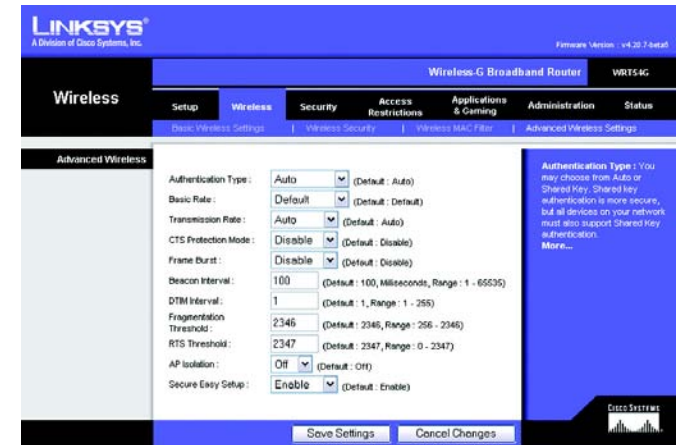 LINKSYS®
A Division of Cisco Systems, Inc.
Firmware Version : v4.20.7-beta5
Wireless-G Broadband Router
WRT54G
Wireless
Setup
Wireless
Security
Access Restrictions
Applications & Gaming
Administration
Status
Basic Wireless Settings | Wireless Security | Wireless MAC Filter | Advanced Wireless Settings
Advanced Wireless
Authentication Type : Auto (Default : Auto)
Basic Rate : Default (Default : Default)
Transmission Rate : Auto (Default : Auto)
CTS Protection Mode : Disable (Default : Disable)
Frame Burst : Disable (Default : Disable)
Beacon Interval : 100 (Default : 100, Milliseconds, Range : 1 - 65535)
DTIM Interval : 1 (Default : 1, Range : 1 - 255)
Fragmentation Threshold : 2346 (Default : 2346, Range : 256 - 2346)
RTS Threshold : 2347 (Default : 2347, Range : 0 - 2347)
AP Isolation : Off (Default : Off)
Secure Easy Setup : Enable (Default : Enable)
Authentication Type : You
may choose from Auto or
Shared Key. Shared key
authentication is more secure,
but all devices on your network
must also support Shared Key
authentication.
More...
Save Settings
Cancel Changes
CISCO SYSTEMS